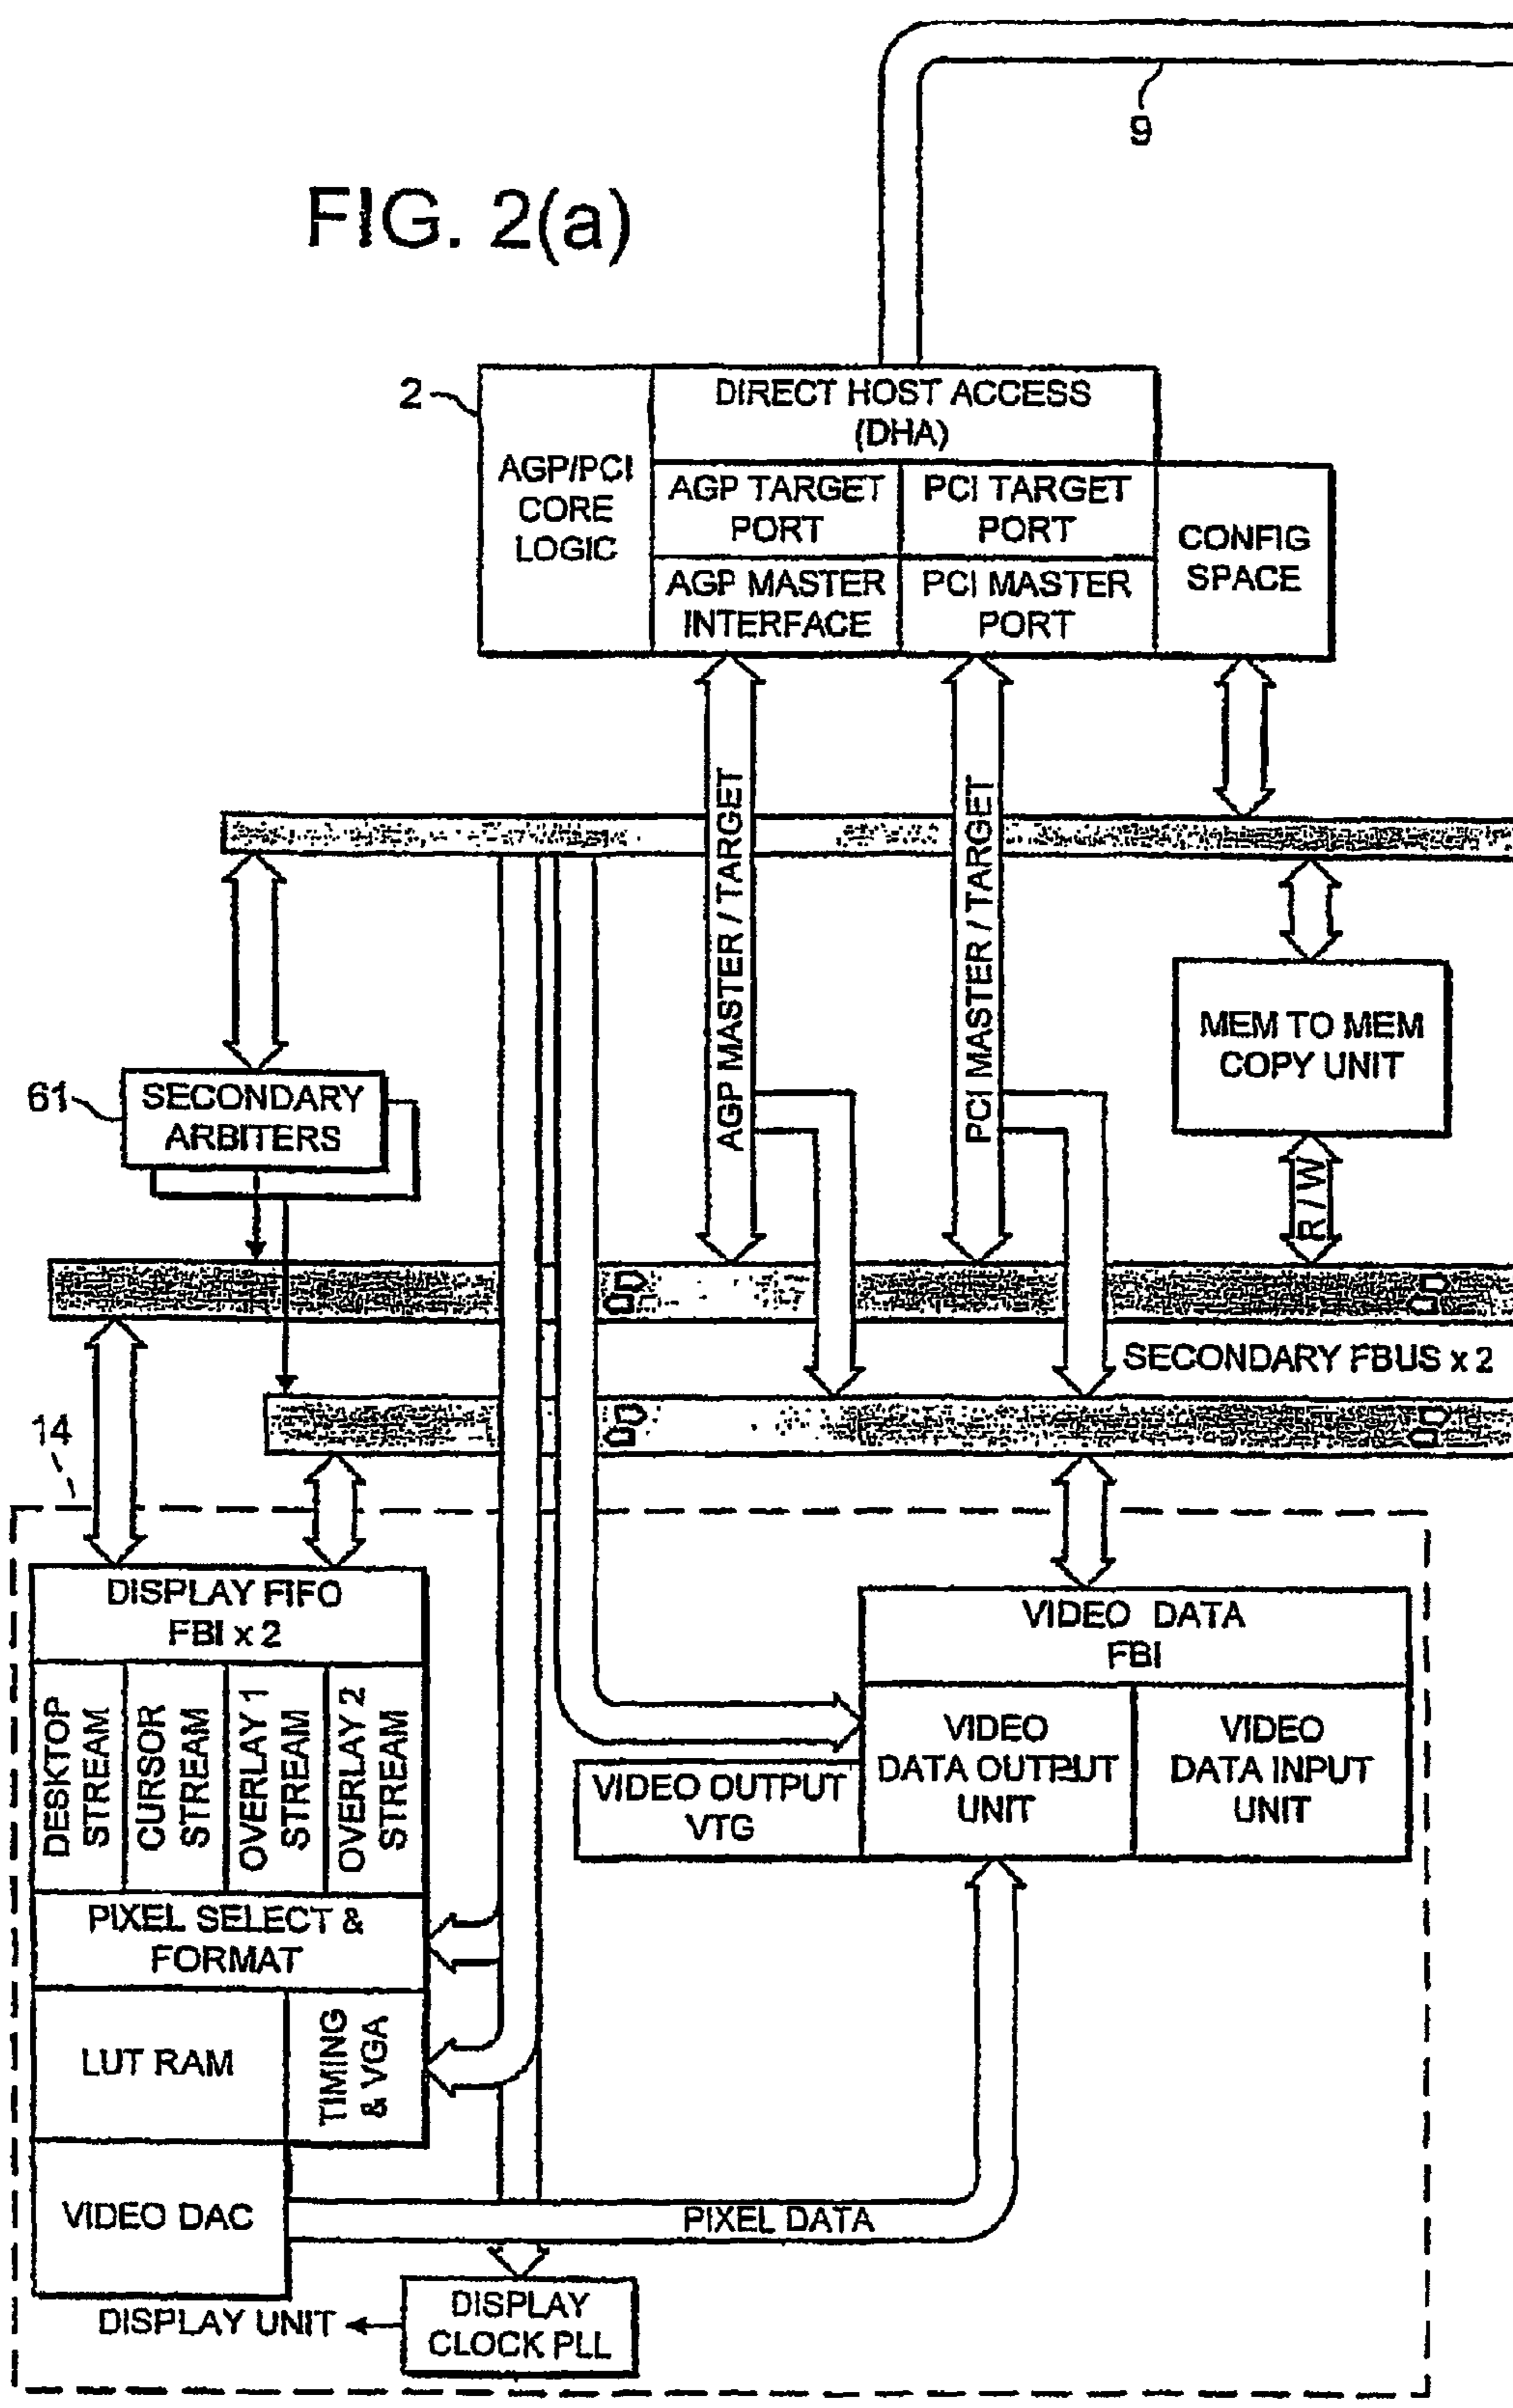 9
FIG. 2(a)
2
DIRECT HOST ACCESS
(DHA)
AGP/PCI
CORE
LOGIC
AGP TARGET
PORT
PCI TARGET
PORT
CONFIG
SPACE
AGP MASTER
INTERFACE
PCI MASTER
PORT
AGP MASTER / TARGET
PCI MASTER / TARGET
MEM TO MEM
COPY UNIT
61
SECONDARY
ARBITERS
R / W
SECONDARY FBUS x 2
14
DISPLAY FIFO
FBI x 2
VIDEO DATA
FBI
DESKTOP
STREAM
CURSOR
STREAM
OVERLAY 1
STREAM
OVERLAY 2
STREAM
VIDEO
DATA OUTPUT
UNIT
VIDEO
DATA INPUT
UNIT
VIDEO OUTPUT
VTG
PIXEL SELECT &
FORMAT
LUT RAM
TIMING
& VGA
VIDEO DAC
PIXEL DATA
DISPLAY UNIT
DISPLAY
CLOCK PLL